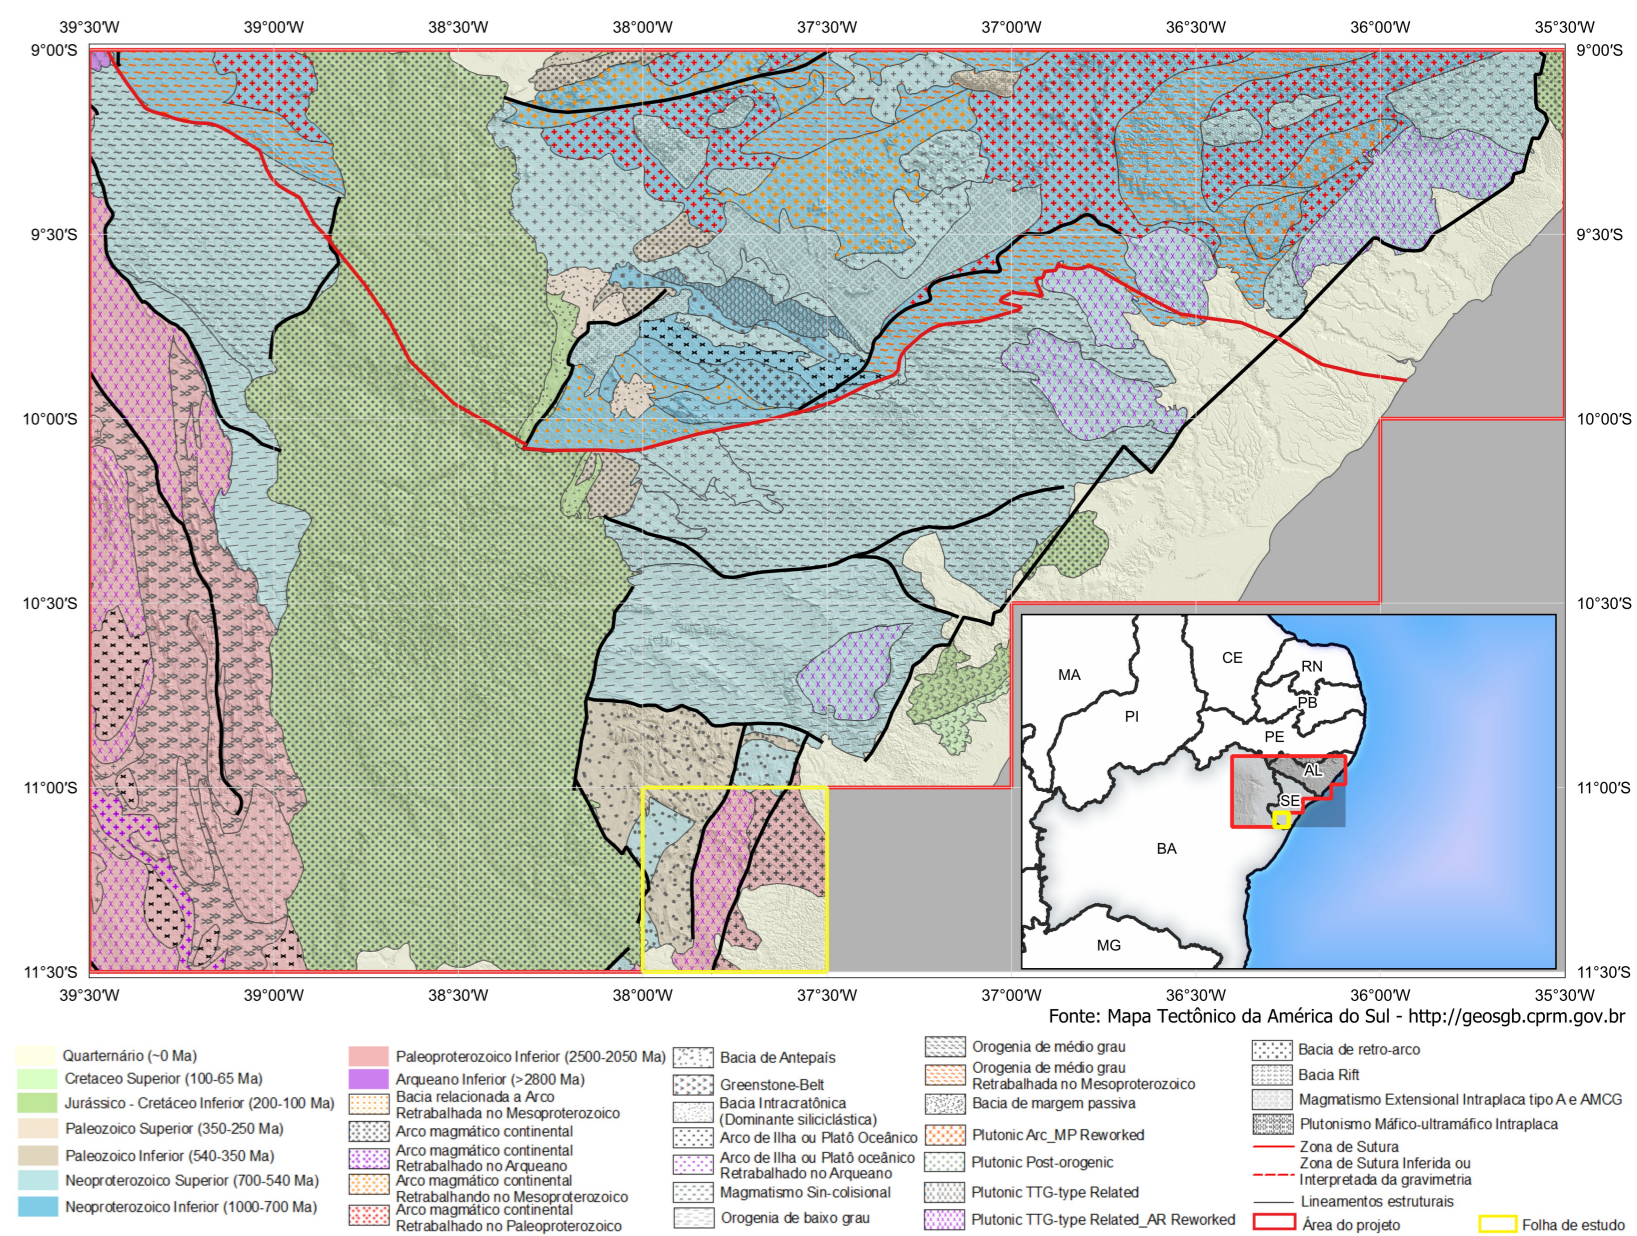 39°30'W 39°00'W 38°30'W 38°00'W 37°30'W 37°00'W 36°30'W 36°00'W 35°30'W
9°00'S 9°00'S
9°30'S 9°30'S
10°00'S 10°00'S
10°30'S 10°30'S
11°00'S 11°00'S
11°30'S 11°30'S
MA
PI
CE
RN
PB
PE
AL
SE
BA
MG
39°30'W 39°00'W 38°30'W 38°00'W 37°30'W 37°00'W 36°30'W 36°00'W 35°30'W
Fonte: Mapa Tectônico da América do Sul - http://geosgb.cprm.gov.br
Quarternário (~0 Ma)
Cretaceo Superior (100-65 Ma)
Jurássico - Cretáceo Inferior (200-100 Ma)
Paleozoico Superior (350-250 Ma)
Paleozoico Inferior (540-350 Ma)
Neoproterozoico Superior (700-540 Ma)
Neoproterozoico Inferior (1000-700 Ma)
Paleoproterozoico Inferior (2500-2050 Ma)
Arqueano Inferior (>2800 Ma)
Bacia relacionada a Arco
Retrabalhada no Mesoproterozoico
Arco magmático continental
Arco magmático continental
Retrabalhado no Arqueano
Arco magmático continental
Retrabalhando no Mesoproterozoico
Arco magmático continental
Retrabalhado no Paleoproterozoico
Bacia de Antepaís
Greenstone-Belt
Bacia Intracratônica
(Dominante siliciclástica)
Arco de Ilha ou Platô Oceânico
Arco de Ilha ou Platô oceânico
Retrabalhado no Arqueano
Magmatismo Sin-colisional
Orogenia de baixo grau
Orogenia de médio grau
Orogenia de médio grau
Retrabalhada no Mesoproterozoico
Bacia de margem passiva
Plutonic Arc_MP Reworked
Plutonic Post-orogenic
Plutonic TTG-type Related
Plutonic TTG-type Related_AR Reworked
Bacia de retro-arco
Bacia Rift
Magmatismo Extensional Intraplaca tipo A e AMCG
Plutonismo Máfico-ultramáfico Intraplaca
Zona de Sutura
Zona de Sutura Inferida ou
Interpretada da gravimetria
Lineamentos estruturais
Área do projeto
Folha de estudo